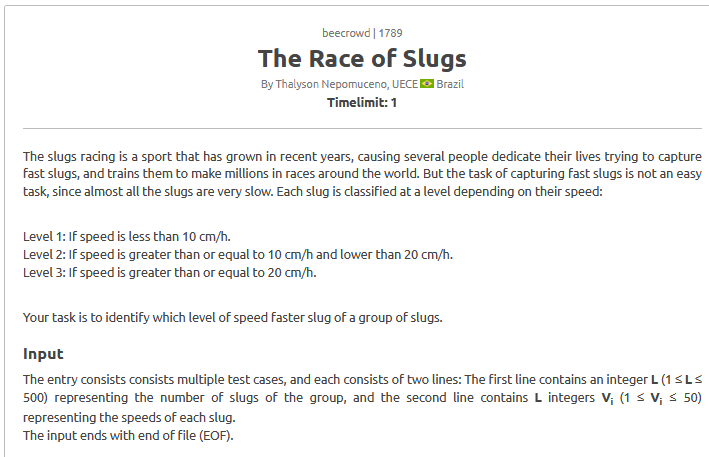 beecrowd | 1789
The Race of Slugs
By Thalyson Nepomuceno, UECE Brazil
Timelimit: 1
The slugs racing is a sport that has grown in recent years, causing several people dedicate their lives trying to capture
fast slugs, and trains them to make millions in races around the world. But the task of capturing fast slugs is not an easy
task, since almost all the slugs are very slow. Each slug is classified at a level depending on their speed:
Level 1: If speed is less than 10 cm/h.
Level 2: If speed is greater than or equal to 10 cm/h and lower than 20 cm/h.
Level 3: If speed is greater than or equal to 20 cm/h.
Your task is to identify which level of speed faster slug of a group of slugs.
Input
The entry consists consists multiple test cases, and each consists of two lines: The first line contains an integer L (1 ≤ L ≤
500) representing the number of slugs of the group, and the second line contains L integers Vi (1 ≤ Vi ≤ 50)
representing the speeds of each slug.
The input ends with end of file (EOF).